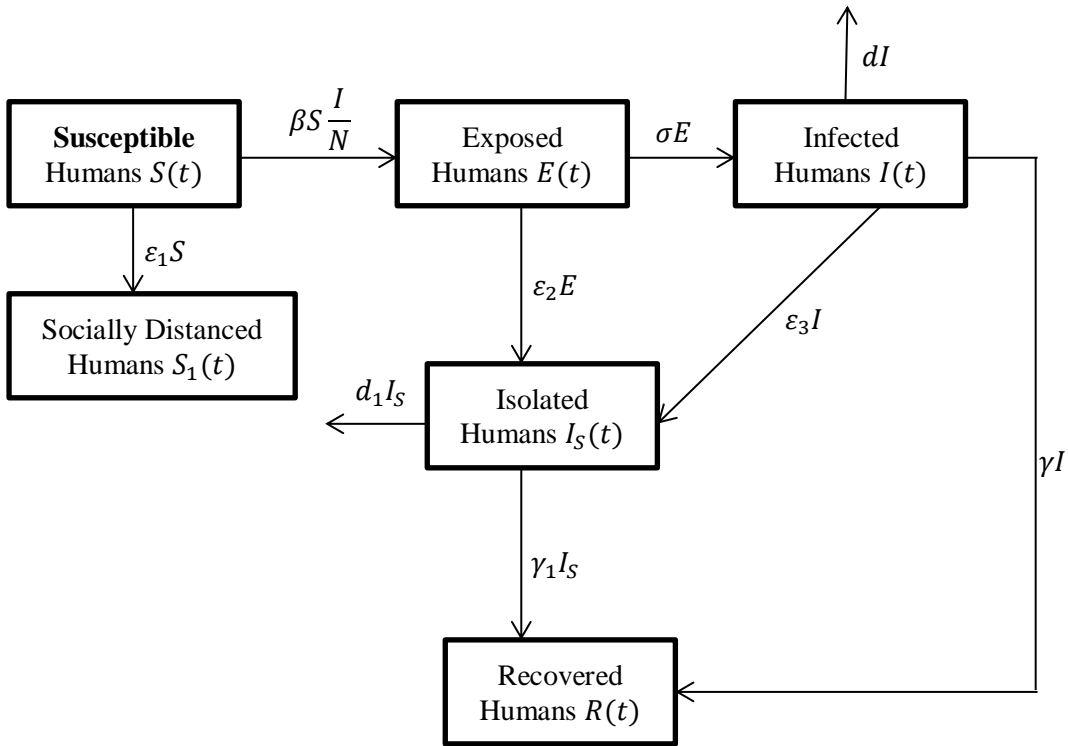 dI
Susceptible
Humans S(t)
βS I/N
Exposed
Humans E(t)
σE
Infected
Humans I(t)
ε₁S
ε₂E
ε₃I
Socially Distanced
Humans S₁(t)
d₁I_S
Isolated
Humans I_S(t)
γI
γ₁I_S
Recovered
Humans R(t)